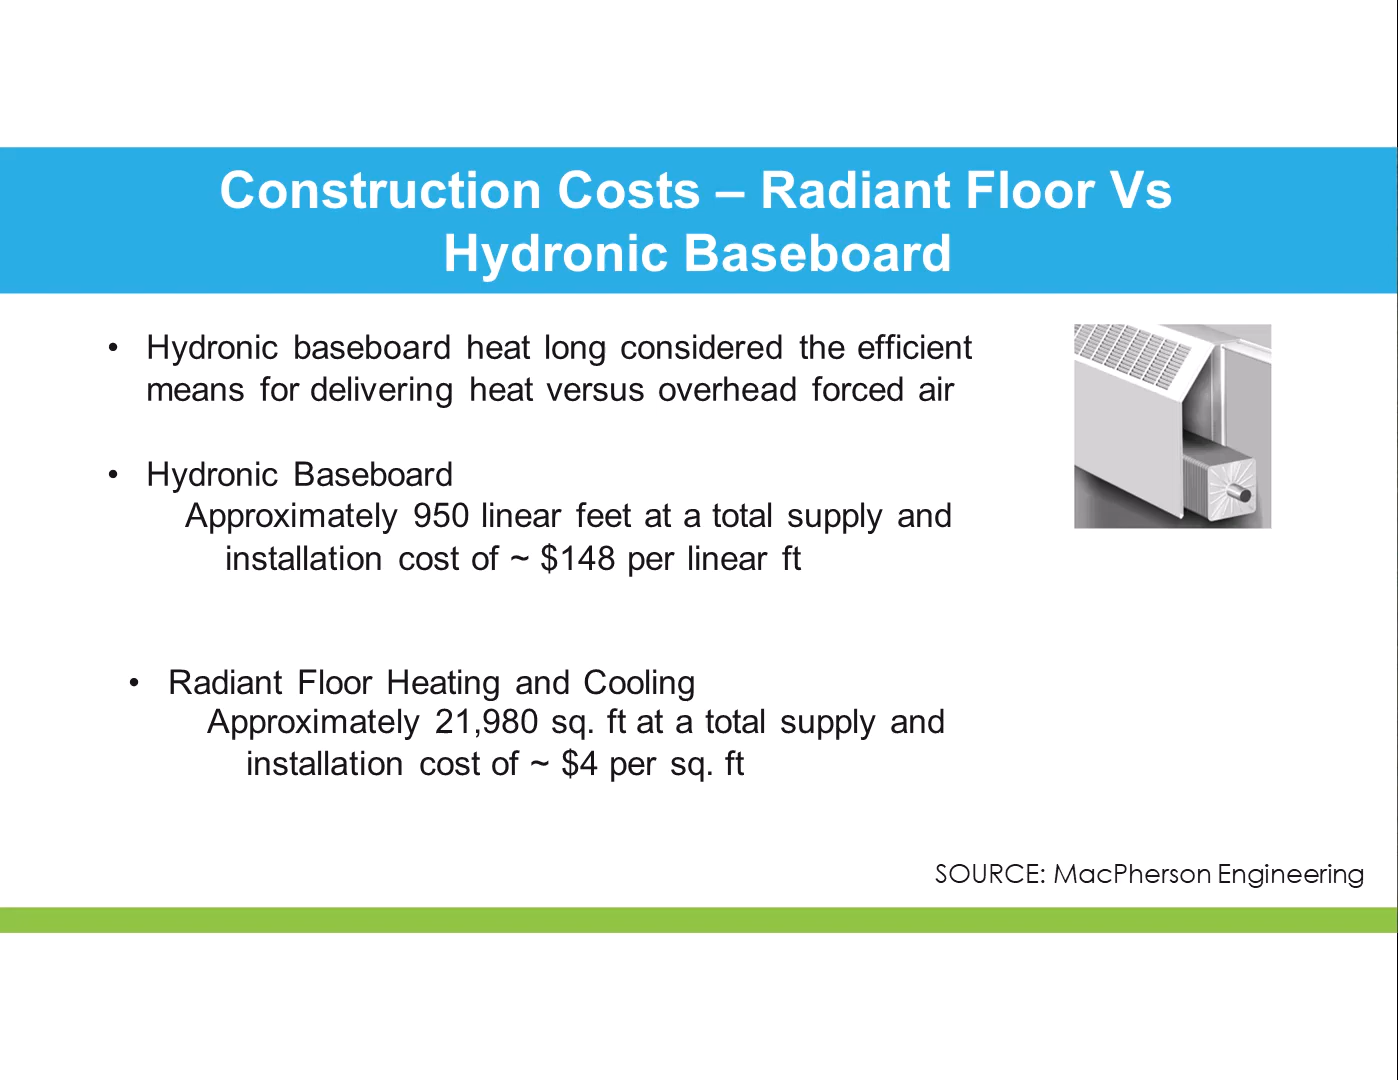 Construction Costs – Radiant Floor Vs
Hydronic Baseboard
• Hydronic baseboard heat long considered the efficient
means for delivering heat versus overhead forced air
• Hydronic Baseboard
Approximately 950 linear feet at a total supply and
installation cost of ~ $148 per linear ft
• Radiant Floor Heating and Cooling
Approximately 21,980 sq. ft at a total supply and
installation cost of ~ $4 per sq. ft
SOURCE: MacPherson Engineering